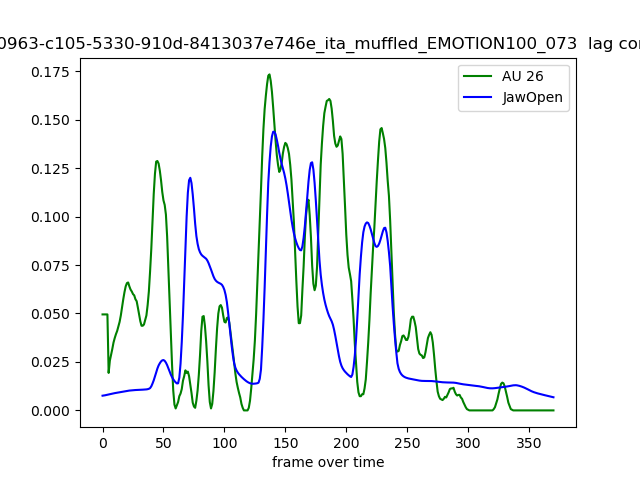 0963-c105-5330-910d-8413037e746e_ita_muffled_EMOTION100_073 lag
AU 26
JawOpen
0.175
0.150
0.125
0.100
0.075
0.050
0.025
0.000
0 50 100 150 200 250 300 350
frame over time